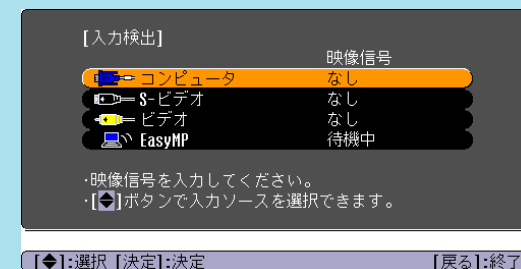 [入力検出]
映像信号
コンピュータ なし
S-ビデオ なし
ビデオ なし
EasyMP 待機中
·映像信号を入力してください。
·[◆]ボタンで入力ソースを選択できます。
[◆]:選択 [決定]:決定 [戻る]:終了